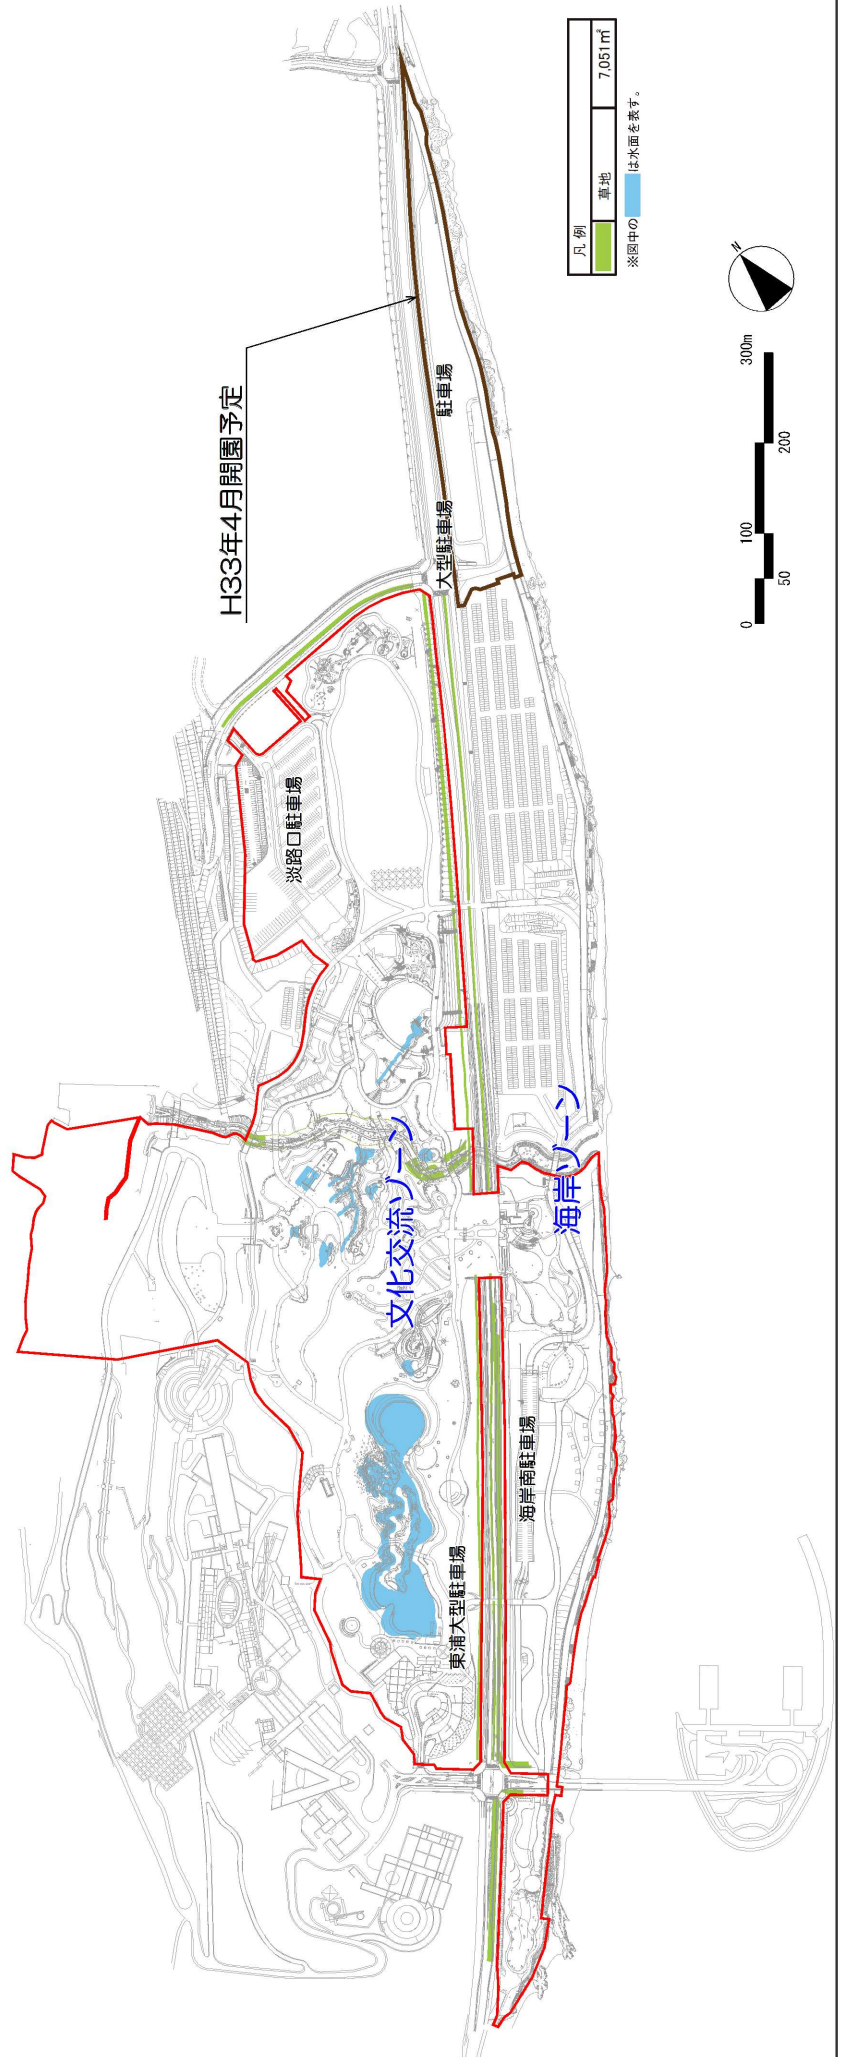 H33年4月開園予定
凡 例
草地 7,051㎡
※図中の は水面を表す。
N
0 50 100 200 300m
駐車場
大型駐車場
淡路口駐車場
文化交流ゾーン
海岸ゾーン
海岸南駐車場
東浦大型駐車場